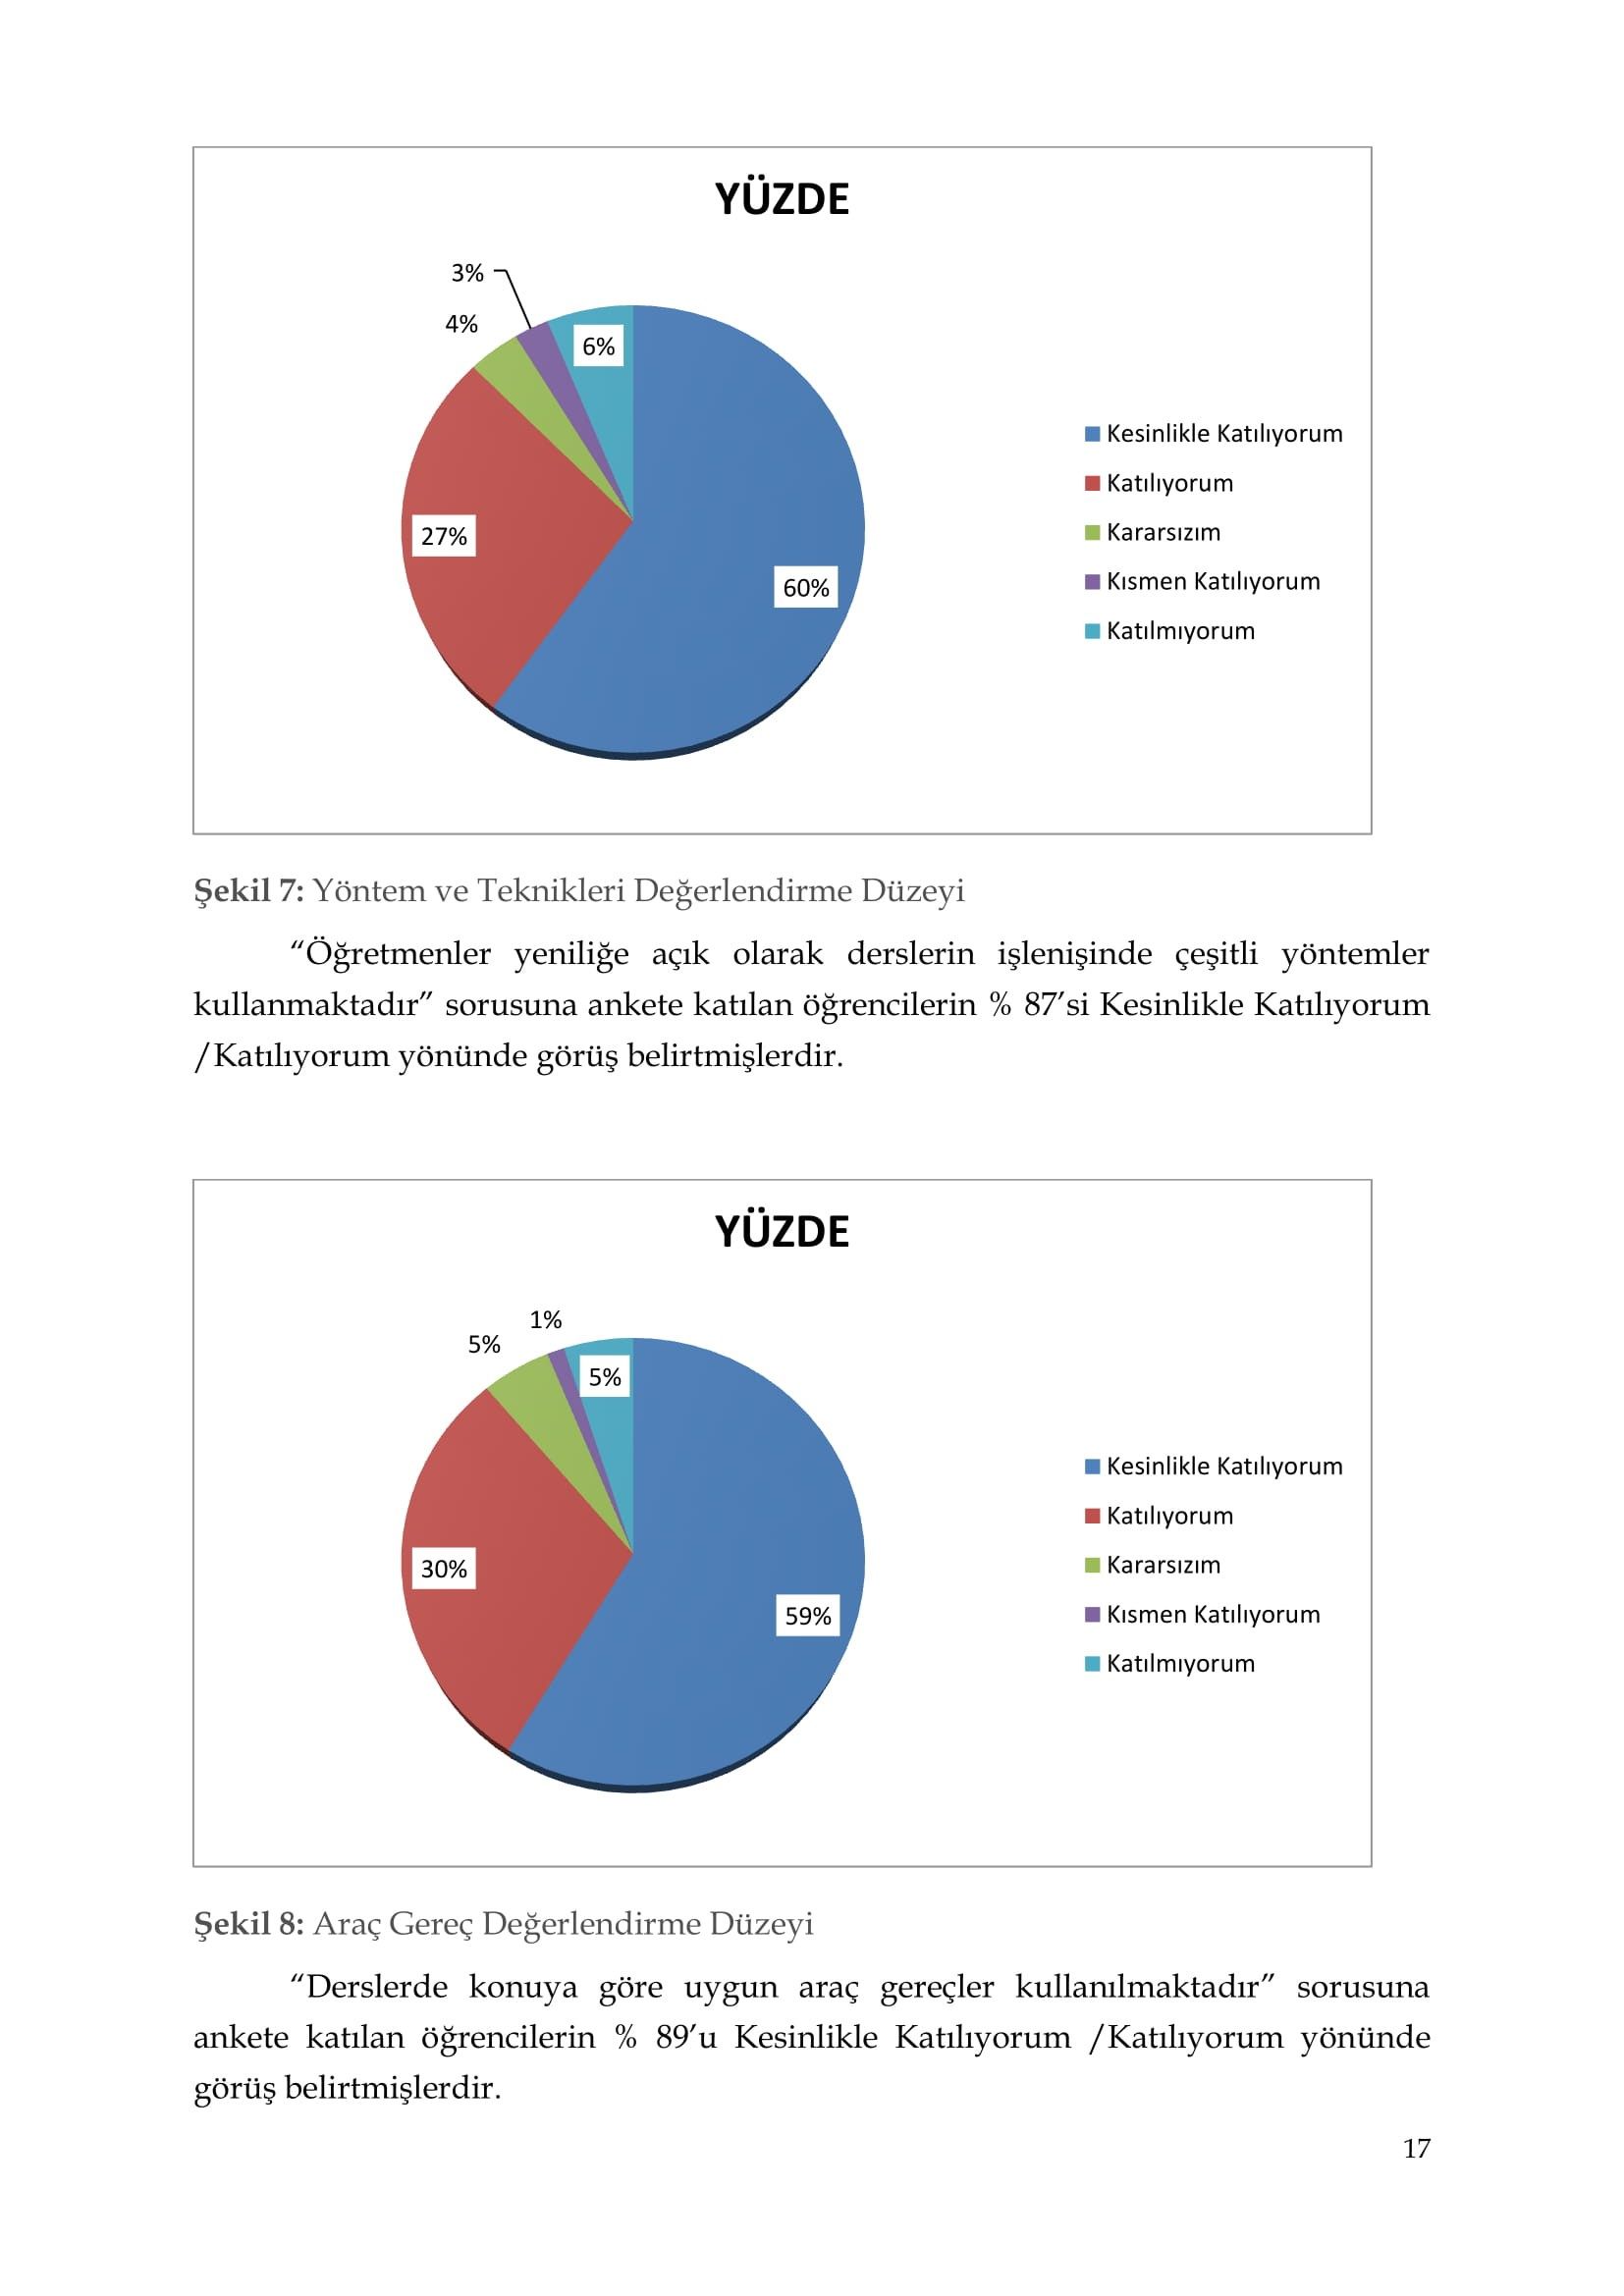 YÜZDE
3%
4%
6%
27%
60%
Kesinlikle Katılıyorum
Katılıyorum
Kararsızım
Kısmen Katılıyorum
Katılmıyorum
Şekil 7: Yöntem ve Teknikleri Değerlendirme Düzeyi
“Öğretmenler yeniliğe açık olarak derslerin işlenişinde çeşitli yöntemler
kullanmaktadır” sorusuna ankete katılan öğrencilerin % 87’si Kesinlikle Katılıyorum
/Katılıyorum yönünde görüş belirtmişlerdir.
YÜZDE
1%
5%
5%
30%
59%
Kesinlikle Katılıyorum
Katılıyorum
Kararsızım
Kısmen Katılıyorum
Katılmıyorum
Şekil 8: Araç Gereç Değerlendirme Düzeyi
“Derslerde konuya göre uygun araç gereçler kullanılmaktadır” sorusuna
ankete katılan öğrencilerin % 89’u Kesinlikle Katılıyorum /Katılıyorum yönünde
görüş belirtmişlerdir.
17